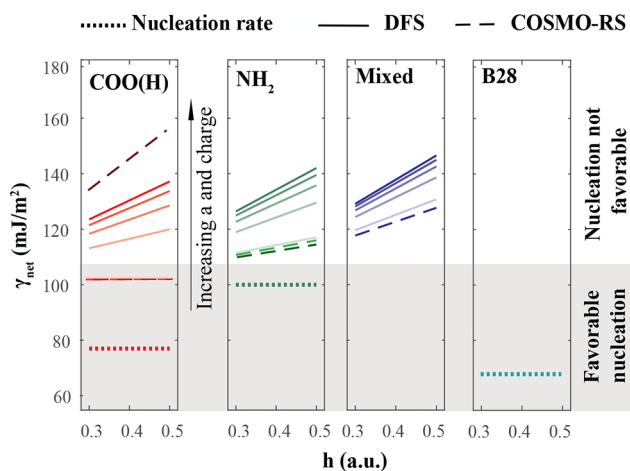 Nucleation rate DFS COSMO-RS
180
160
140
120
100
80
60
γnet (mJ/m²)
COO(H)
NH₂
Mixed
B28
Increasing a and charge
Nucleation not
favorable
Favorable
nucleation
0.3 0.4 0.5 0.3 0.4 0.5 0.3 0.4 0.5 0.3 0.4 0.5
h (a.u.)